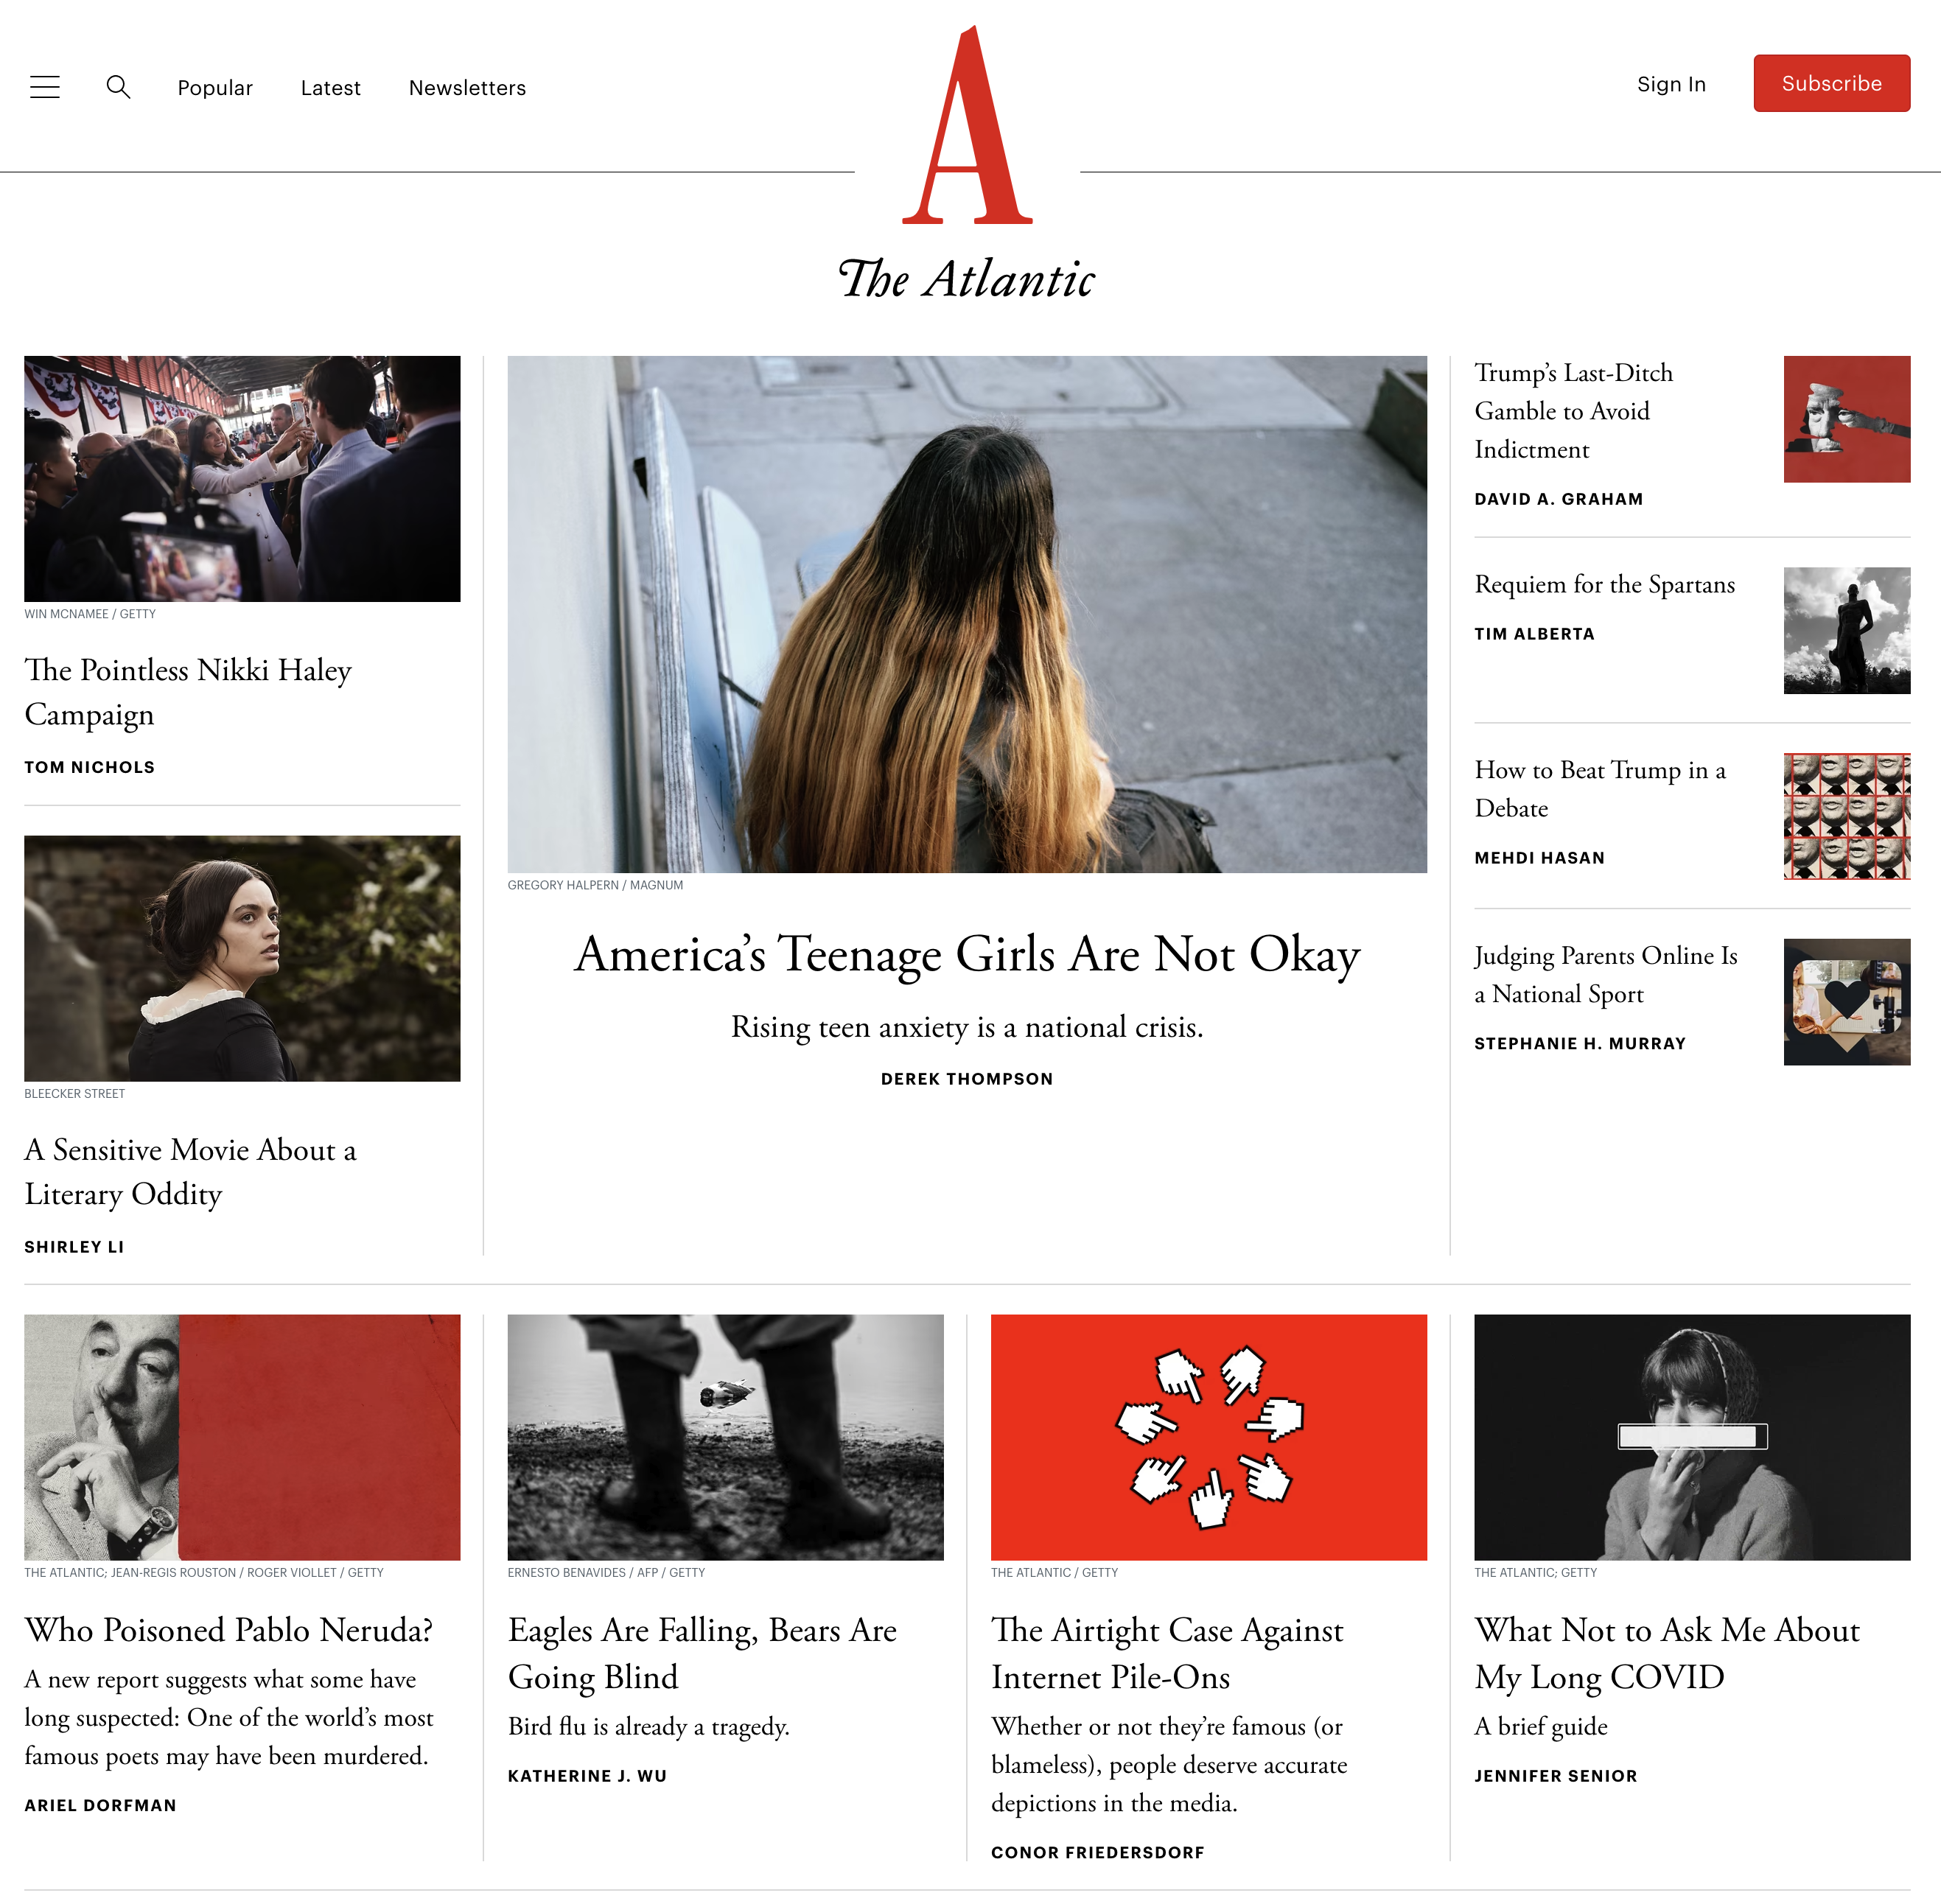 Popular
Latest
Newsletters
A
Sign In
Subscribe
The Atlantic
WIN MCNAMEE / GETTY
The Pointless Nikki Haley
Campaign
TOM NICHOLS
BLEECKER STREET
A Sensitive Movie About a
Literary Oddity
SHIRLEY LI
GREGORY HALPERN / MAGNUM
America’s Teenage Girls Are Not Okay
Rising teen anxiety is a national crisis.
DEREK THOMPSON
Trump’s Last-Ditch
Gamble to Avoid
Indictment
DAVID A. GRAHAM
Requiem for the Spartans
TIM ALBERTA
How to Beat Trump in a
Debate
MEHDI HASAN
Judging Parents Online Is
a National Sport
STEPHANIE H. MURRAY
THE ATLANTIC; JEAN-REGIS ROUSTON / ROGER VIOLLET / GETTY
Who Poisoned Pablo Neruda?
A new report suggests what some have
long suspected: One of the world’s most
famous poets may have been murdered.
ARIEL DORFMAN
ERNESTO BENAVIDES / AFP / GETTY
Eagles Are Falling, Bears Are
Going Blind
Bird flu is already a tragedy.
KATHERINE J. WU
THE ATLANTIC / GETTY
The Airtight Case Against
Internet Pile-Ons
Whether or not they’re famous (or
blameless), people deserve accurate
depictions in the media.
CONOR FRIEDERSDORF
THE ATLANTIC; GETTY
What Not to Ask Me About
My Long COVID
A brief guide
JENNIFER SENIOR